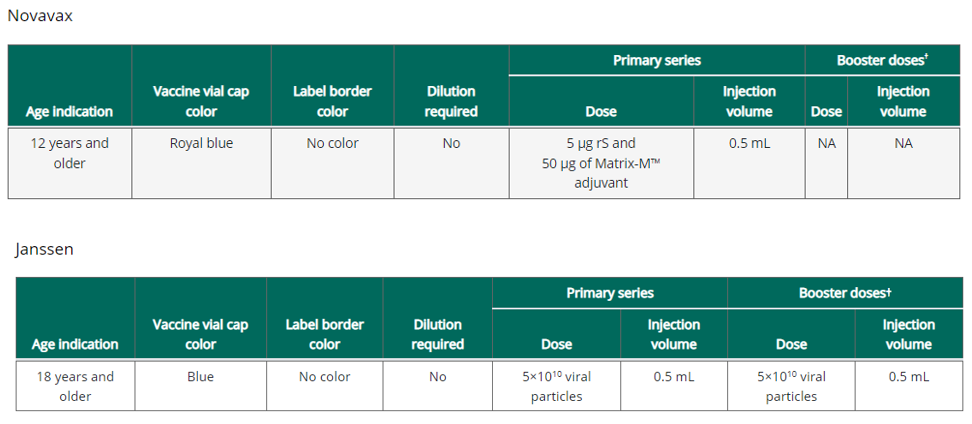 Novavax
Primary series Booster doses†
Age indication Vaccine vial cap color Label border color Dilution required Dose Injection volume Dose Injection volume
12 years and older Royal blue No color No 5 μg rS and 50 μg of Matrix-M™ adjuvant 0.5 mL NA NA
Janssen
Primary series Booster doses†
Age indication Vaccine vial cap color Label border color Dilution required Dose Injection volume Dose Injection volume
18 years and older Blue No color No 5×10¹⁰ viral particles 0.5 mL 5×10¹⁰ viral particles 0.5 mL